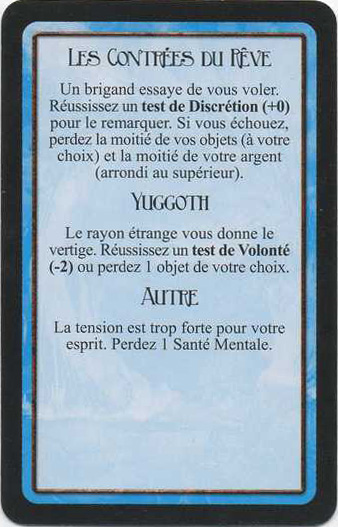 Les Contrées du Rêve
Un brigand essaye de vous voler.
Réussissez un test de Discrétion (+0)
pour le remarquer. Si vous échouez,
perdez la moitié de vos objets (à votre
choix) et la moitié de votre argent
(arrondi au supérieur).
Yuggoth
Le rayon étrange vous donne le
vertige. Réussissez un test de Volonté
(-2) ou perdez 1 objet de votre choix.
Autre
La tension est trop forte pour votre
esprit. Perdez 1 Santé Mentale.